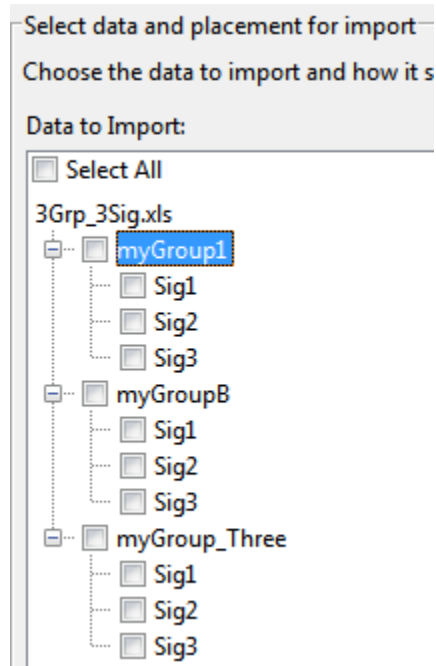 Select data and placement for import
Choose the data to import and how it s
Data to Import:
Select All
3Grp_3Sig.xls
myGroup1
Sig1
Sig2
Sig3
myGroupB
Sig1
Sig2
Sig3
myGroup_Three
Sig1
Sig2
Sig3